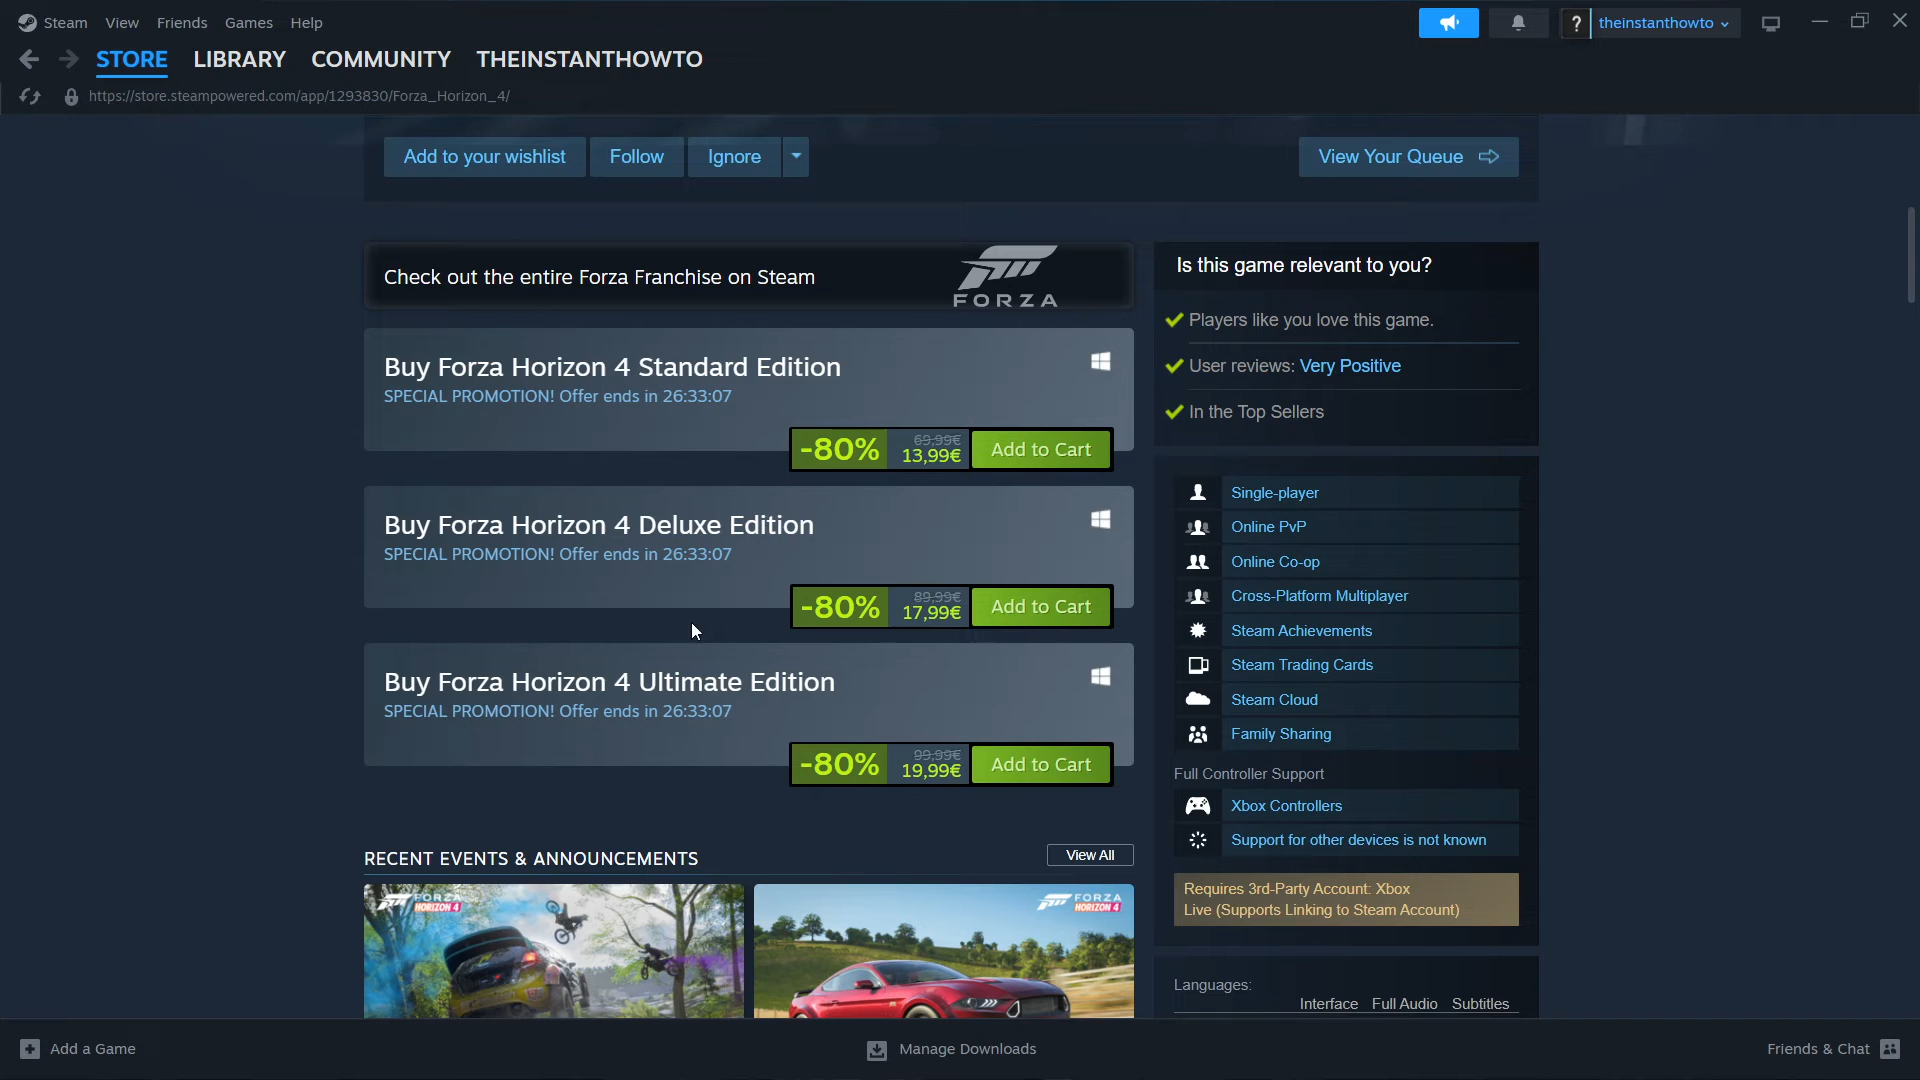 Steam View Friends Games Help
? theinstanthowto
STORE LIBRARY COMMUNITY THEINSTANTHOWTO
https://store.steampowered.com/app/1293830/Forza_Horizon_4/
Add to your wishlist Follow Ignore View Your Queue
Check out the entire Forza Franchise on Steam
FORZA
Buy Forza Horizon 4 Standard Edition
SPECIAL PROMOTION! Offer ends in 26:33:07
-80% 69,99€ 13,99€ Add to Cart
Buy Forza Horizon 4 Deluxe Edition
SPECIAL PROMOTION! Offer ends in 26:33:07
-80% 89,99€ 17,99€ Add to Cart
Buy Forza Horizon 4 Ultimate Edition
SPECIAL PROMOTION! Offer ends in 26:33:07
-80% 99,99€ 19,99€ Add to Cart
RECENT EVENTS & ANNOUNCEMENTS View All
FORZA
HORIZON 4
FORZA
HORIZON 4
Is this game relevant to you?
Players like you love this game.
User reviews: Very Positive
In the Top Sellers
Single-player
Online PvP
Online Co-op
Cross-Platform Multiplayer
Steam Achievements
Steam Trading Cards
Steam Cloud
Family Sharing
Full Controller Support
Xbox Controllers
Support for other devices is not known
Requires 3rd-Party Account: Xbox
Live (Supports Linking to Steam Account)
Languages:
Interface Full Audio Subtitles
Add a Game Manage Downloads Friends & Chat